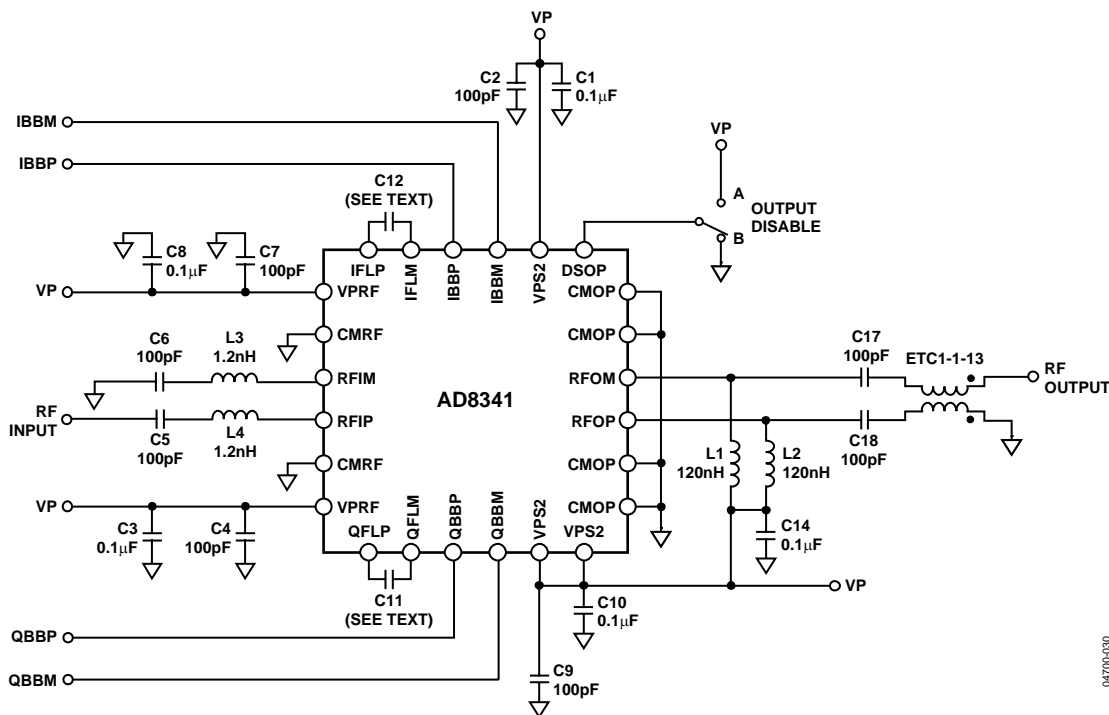 VP
C2
100pF
C1
0.1μF
IBBM
IBBP
VP
A
OUTPUT
DISABLE
B
C12
(SEE TEXT)
C8
0.1μF
C7
100pF
VP
IFLP
IFLM
IBBP
IBBM
VPS2
DSOP
VPRF
CMRF
RFIM
RFIP
CMRF
VPRF
AD8341
CMOP
CMOP
RFOM
RFOP
CMOP
CMOP
C6
100pF
L3
1.2nH
RF
INPUT
C5
100pF
L4
1.2nH
C17
100pF
ETC1-1-13
RF
OUTPUT
C18
100pF
L1
120nH
L2
120nH
VP
C3
0.1μF
C4
100pF
QFLP
QFLM
QBBP
QBBM
VPS2
VPS2
C14
0.1μF
VP
C11
(SEE TEXT)
C10
0.1μF
QBBP
QBBM
C9
100pF
04700-030